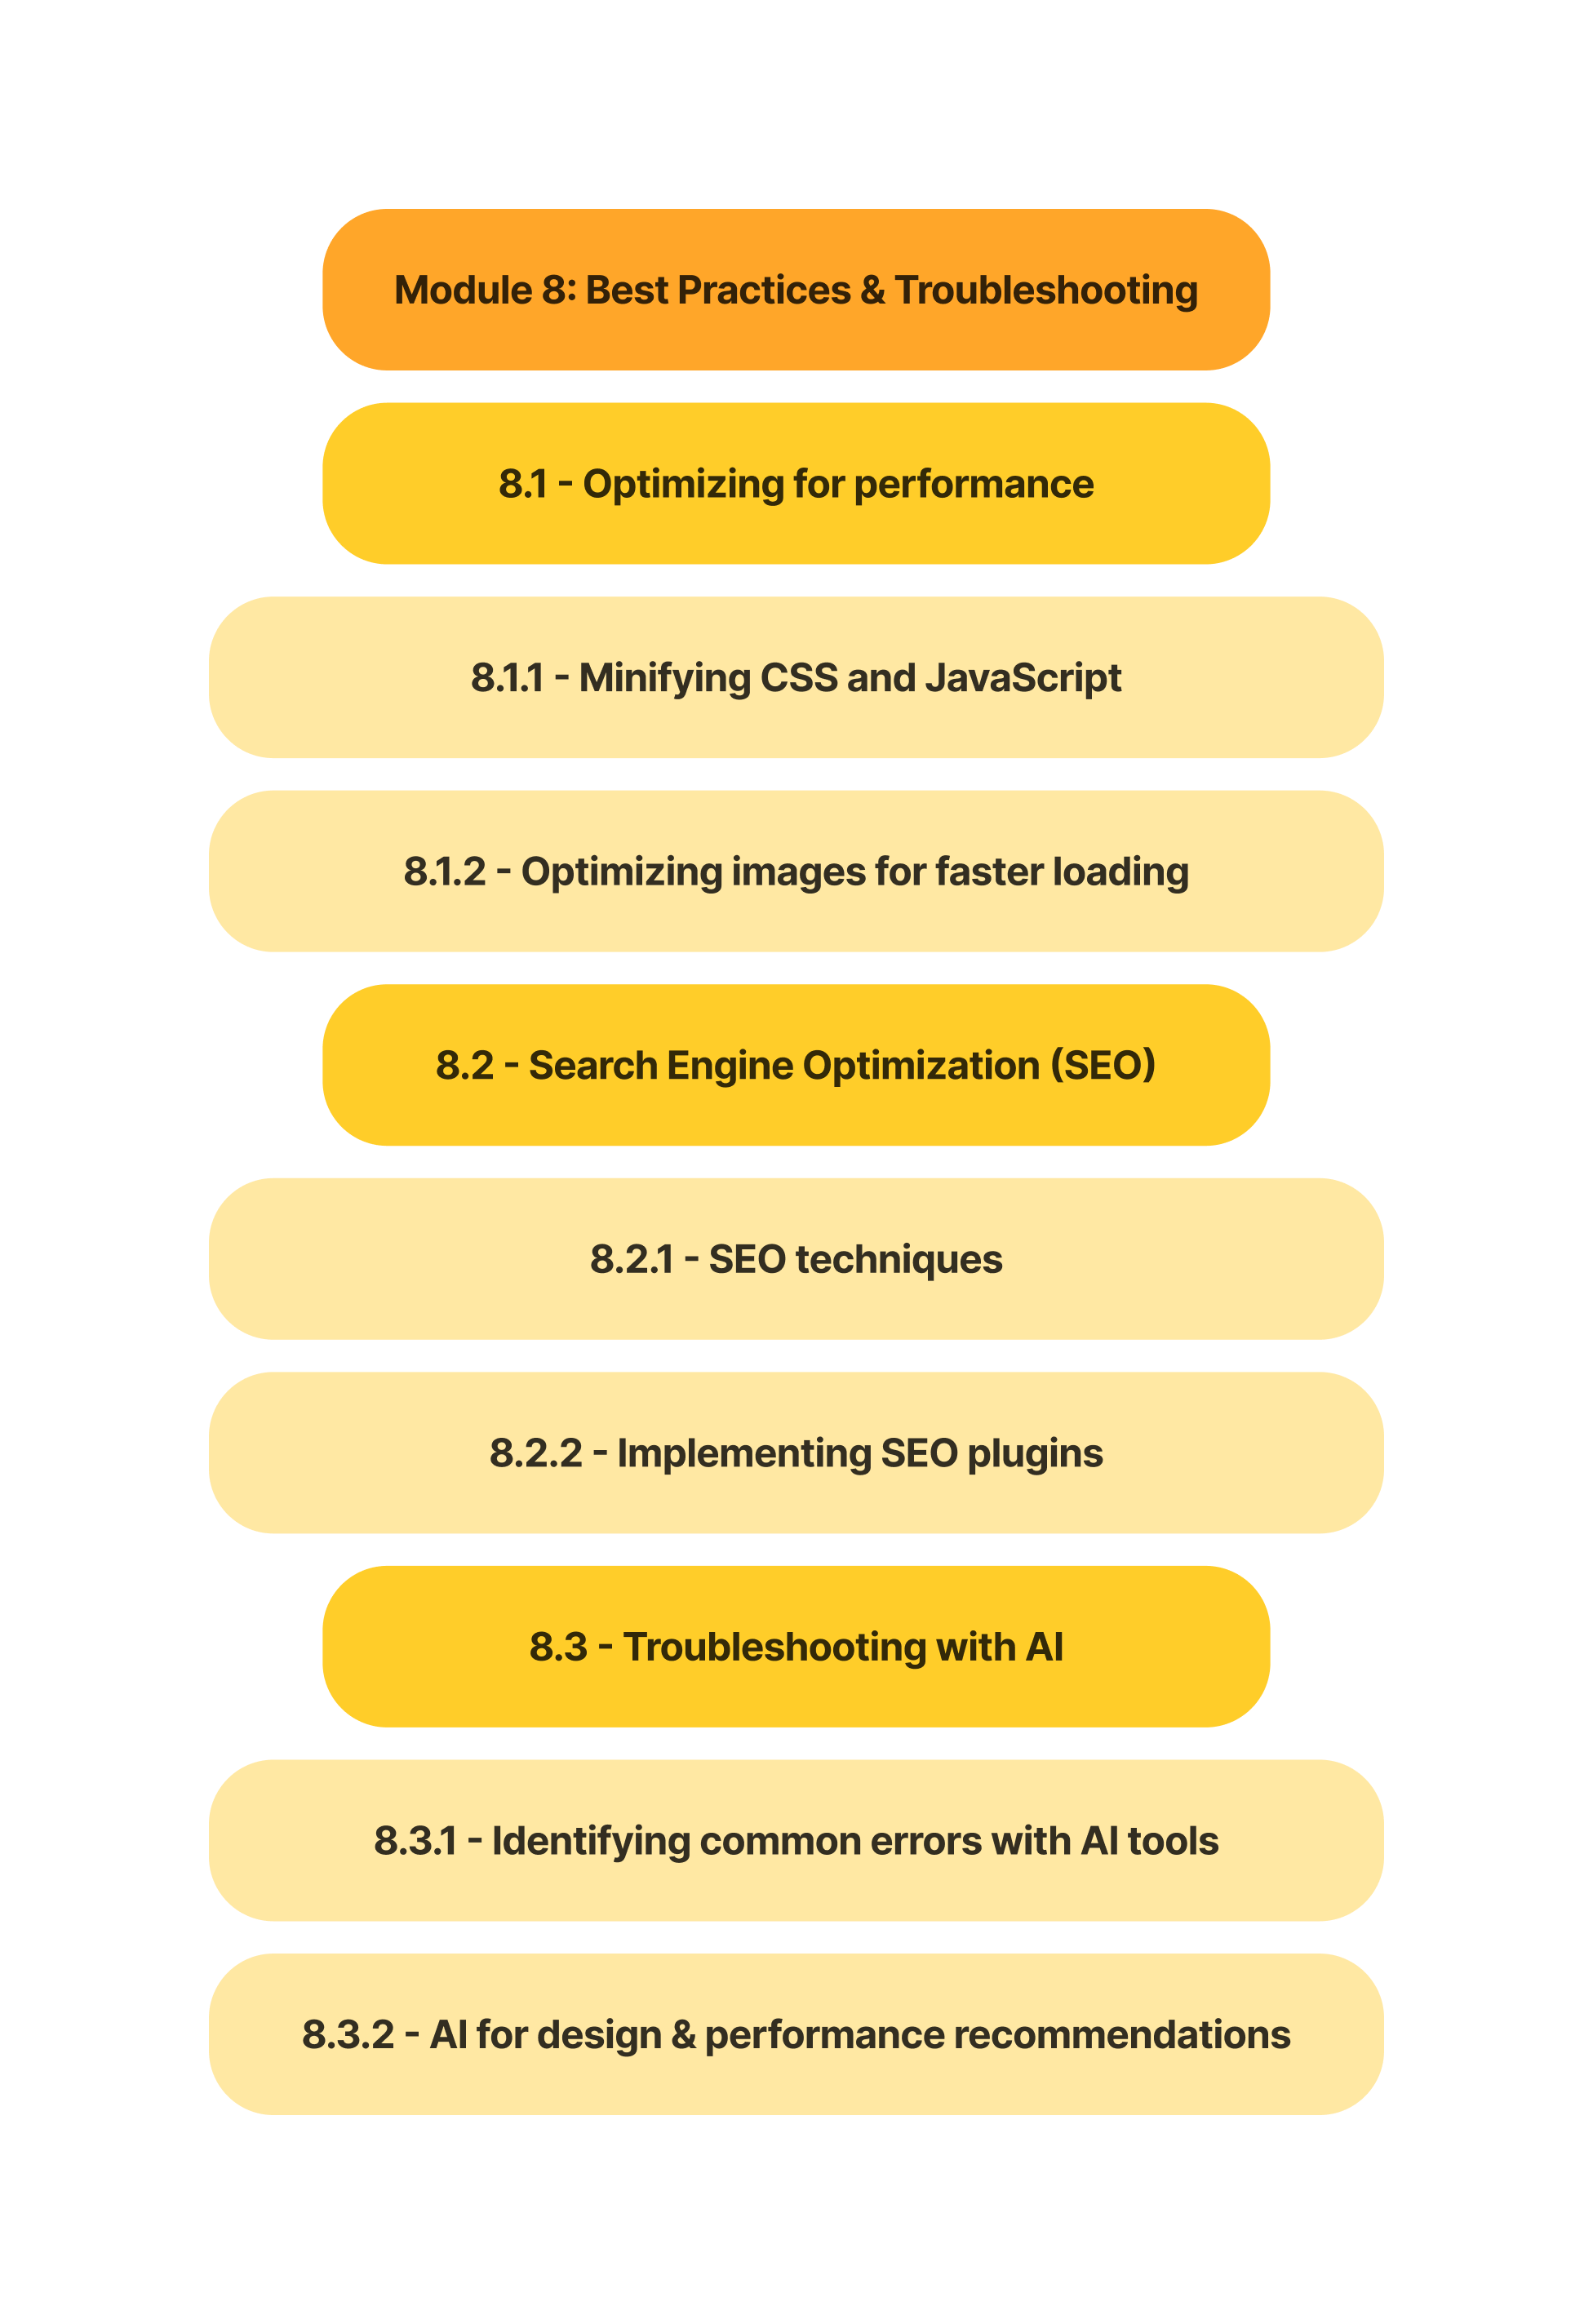 Module 8: Best Practices & Troubleshooting
8.1 - Optimizing for performance
8.1.1 - Minifying CSS and JavaScript
8.1.2 - Optimizing images for faster loading
8.2 - Search Engine Optimization (SEO)
8.2.1 - SEO techniques
8.2.2 - Implementing SEO plugins
8.3 - Troubleshooting with AI
8.3.1 - Identifying common errors with AI tools
8.3.2 - AI for design & performance recommendations